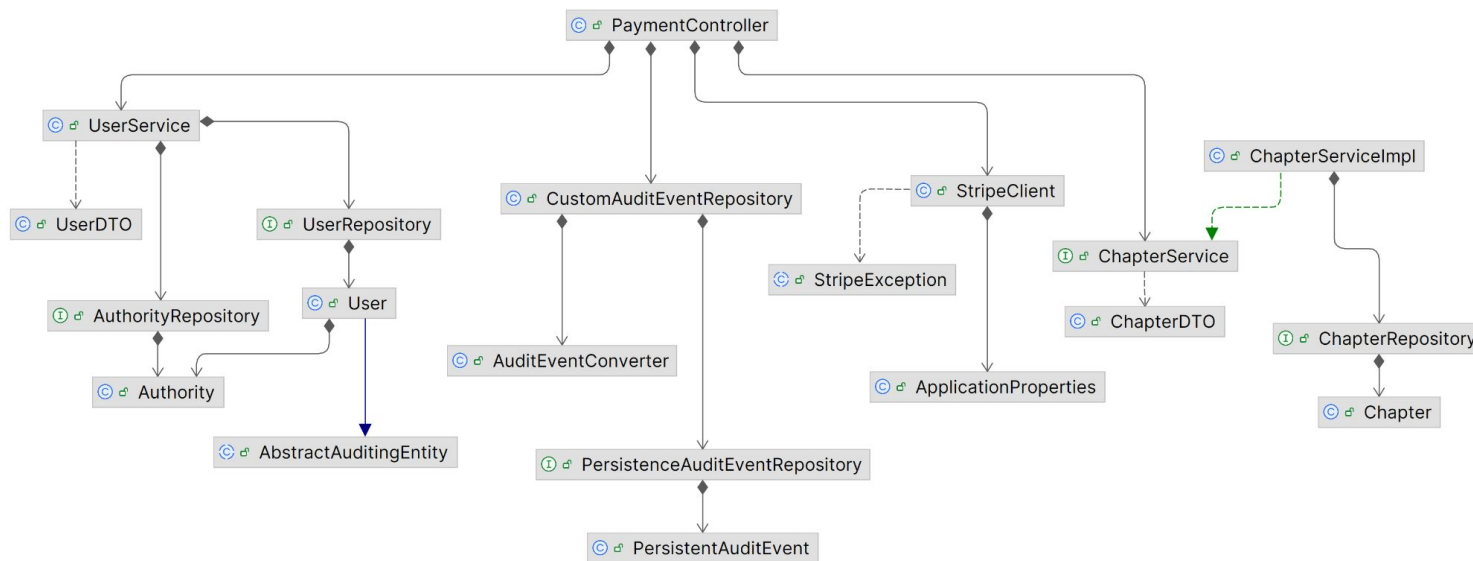 PaymentController
UserService
ChapterServiceImpl
CustomAuditEventRepository
StripeClient
UserDTO
UserRepository
ChapterService
StripeException
User
AuthorityRepository
ChapterDTO
ChapterRepository
AuditEventConverter
ApplicationProperties
Authority
Chapter
AbstractAuditingEntity
PersistenceAuditEventRepository
PersistentAuditEvent